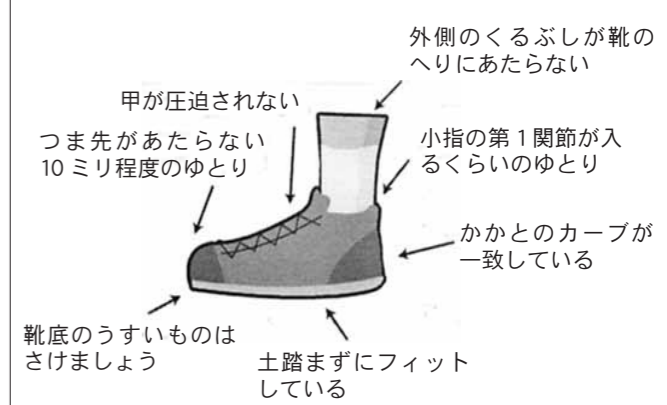 外側のくるぶしが靴の
へりにあたらない
甲が圧迫されない
つま先があたらない
10 ミリ程度のゆとり
小指の第１関節が入
るくらいのゆとり
かかとのカーブが
一致している
靴底のうすいものは
さけましょう
土踏まずにフィット
している